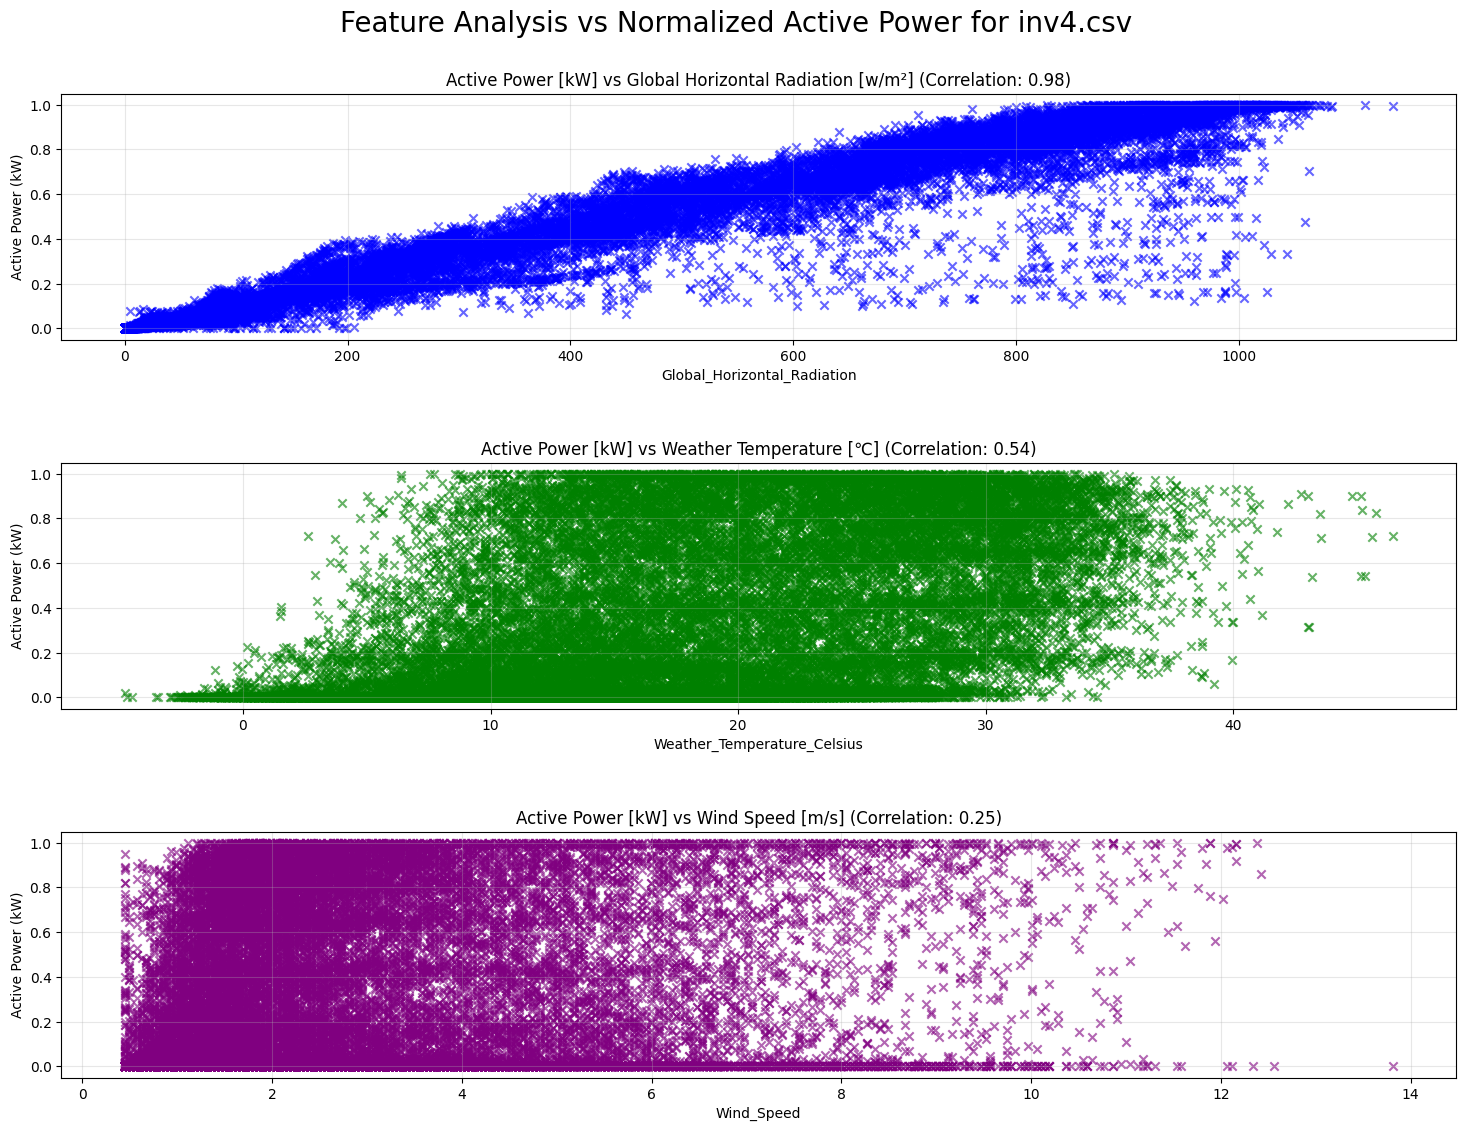 Feature Analysis vs Normalized Active Power for inv4.csv
Active Power [kW] vs Global Horizontal Radiation [w/m²] (Correlation: 0.98)
Active Power (kW)
1.0
0.8
0.6
0.4
0.2
0.0
0 200 400 600 800 1000
Global_Horizontal_Radiation
Active Power [kW] vs Weather Temperature [℃] (Correlation: 0.54)
Active Power (kW)
1.0
0.8
0.6
0.4
0.2
0.0
0 10 20 30 40
Weather_Temperature_Celsius
Active Power [kW] vs Wind Speed [m/s] (Correlation: 0.25)
Active Power (kW)
1.0
0.8
0.6
0.4
0.2
0.0
0 2 4 6 8 10 12 14
Wind_Speed